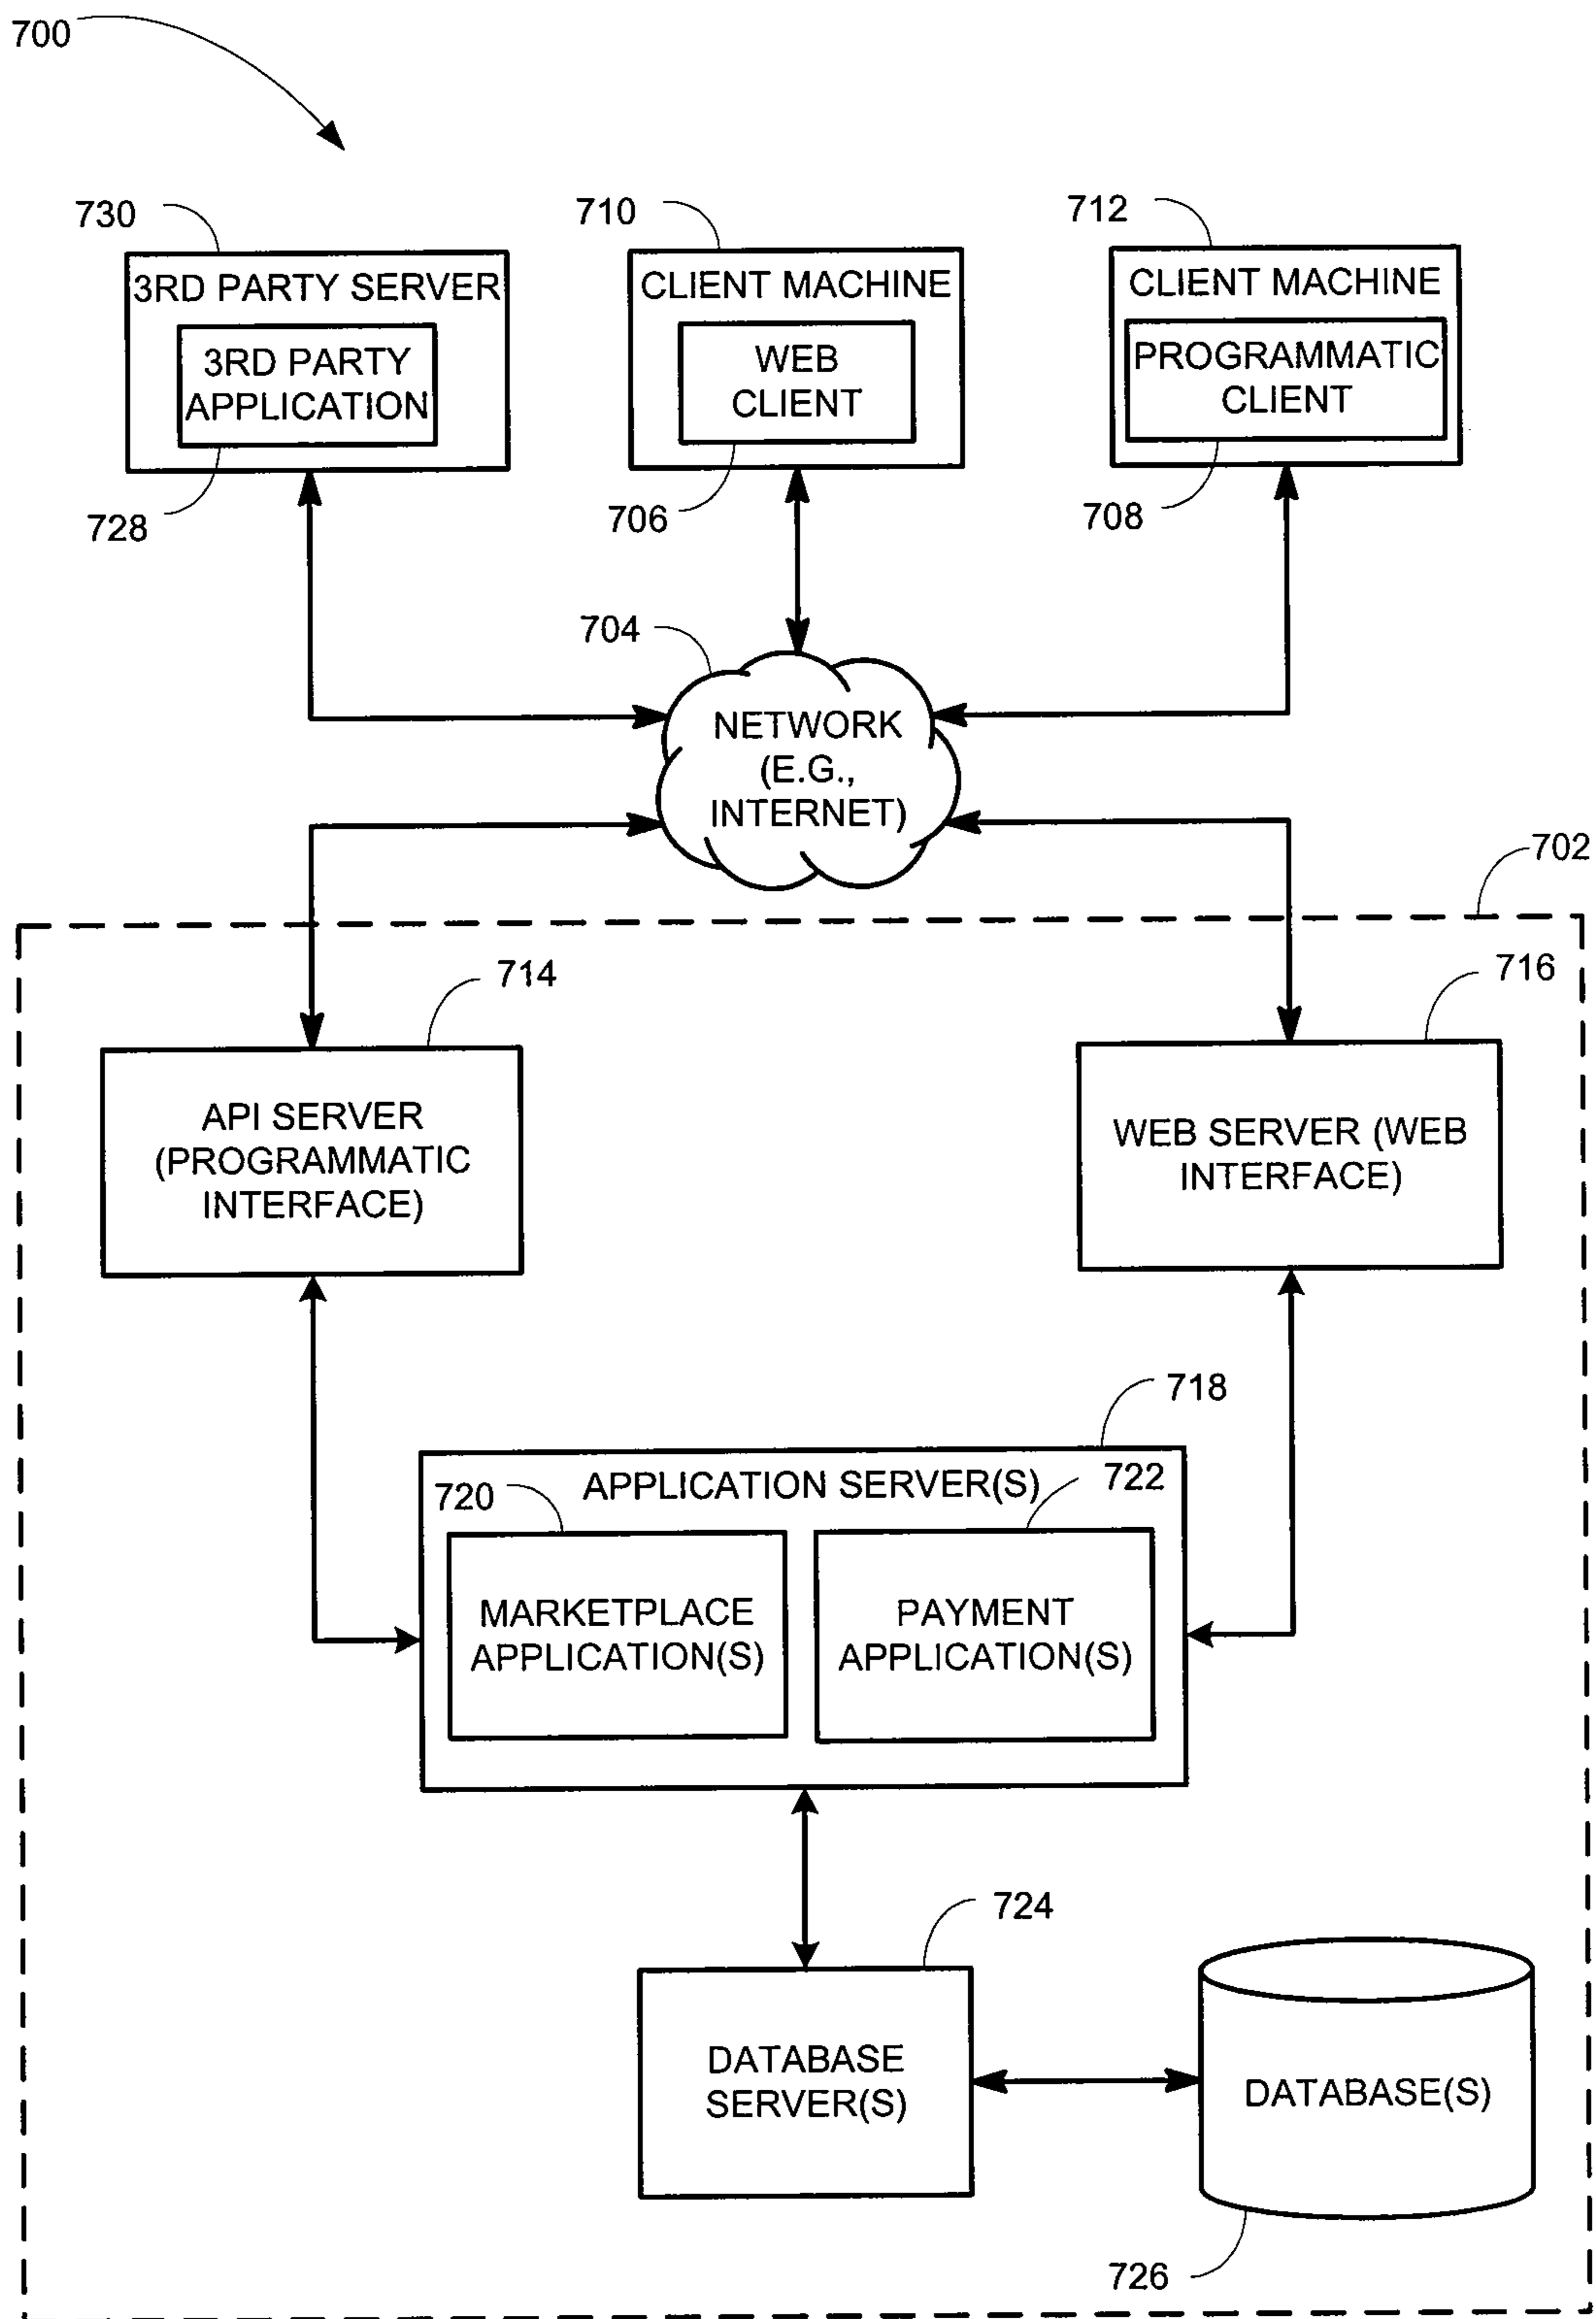 700
730
710
712
3RD PARTY SERVER
3RD PARTY
APPLICATION
728
CLIENT MACHINE
WEB
CLIENT
706
CLIENT MACHINE
PROGRAMMATIC
CLIENT
708
704
NETWORK
(E.G.,
INTERNET)
702
714
716
API SERVER
(PROGRAMMATIC
INTERFACE)
WEB SERVER (WEB
INTERFACE)
718
APPLICATION SERVER(S)
720
722
MARKETPLACE
APPLICATION(S)
PAYMENT
APPLICATION(S)
724
DATABASE
SERVER(S)
DATABASE(S)
726